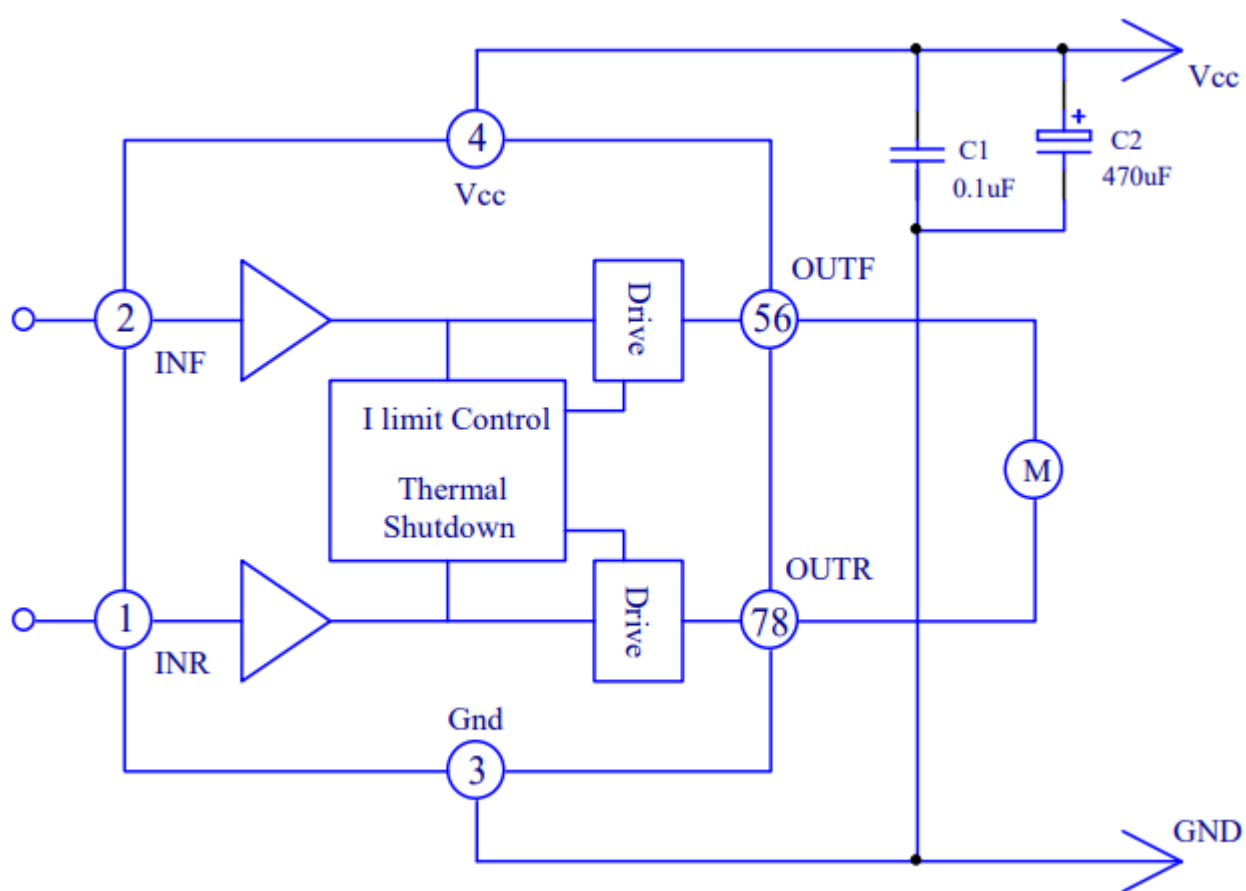 Vcc
4
Vcc
+
C1
0.1uF
C2
470uF
OUTF
2
INF
Drive
56
I limit Control
Thermal
Shutdown
M
OUTR
1
INR
Drive
78
Gnd
3
GND